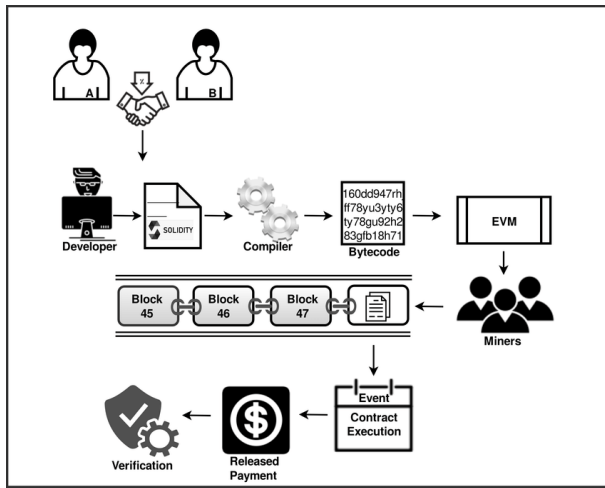 x
A
B
Developer
SOLIDITY
Compiler
160dd947rh
ff78yu3yty6
ty78gu92h2
83gfb18h71
Bytecode
EVM
Block
45
Block
46
Block
47
Miners
Event
Contract
Execution
$
Verification
Released
Payment